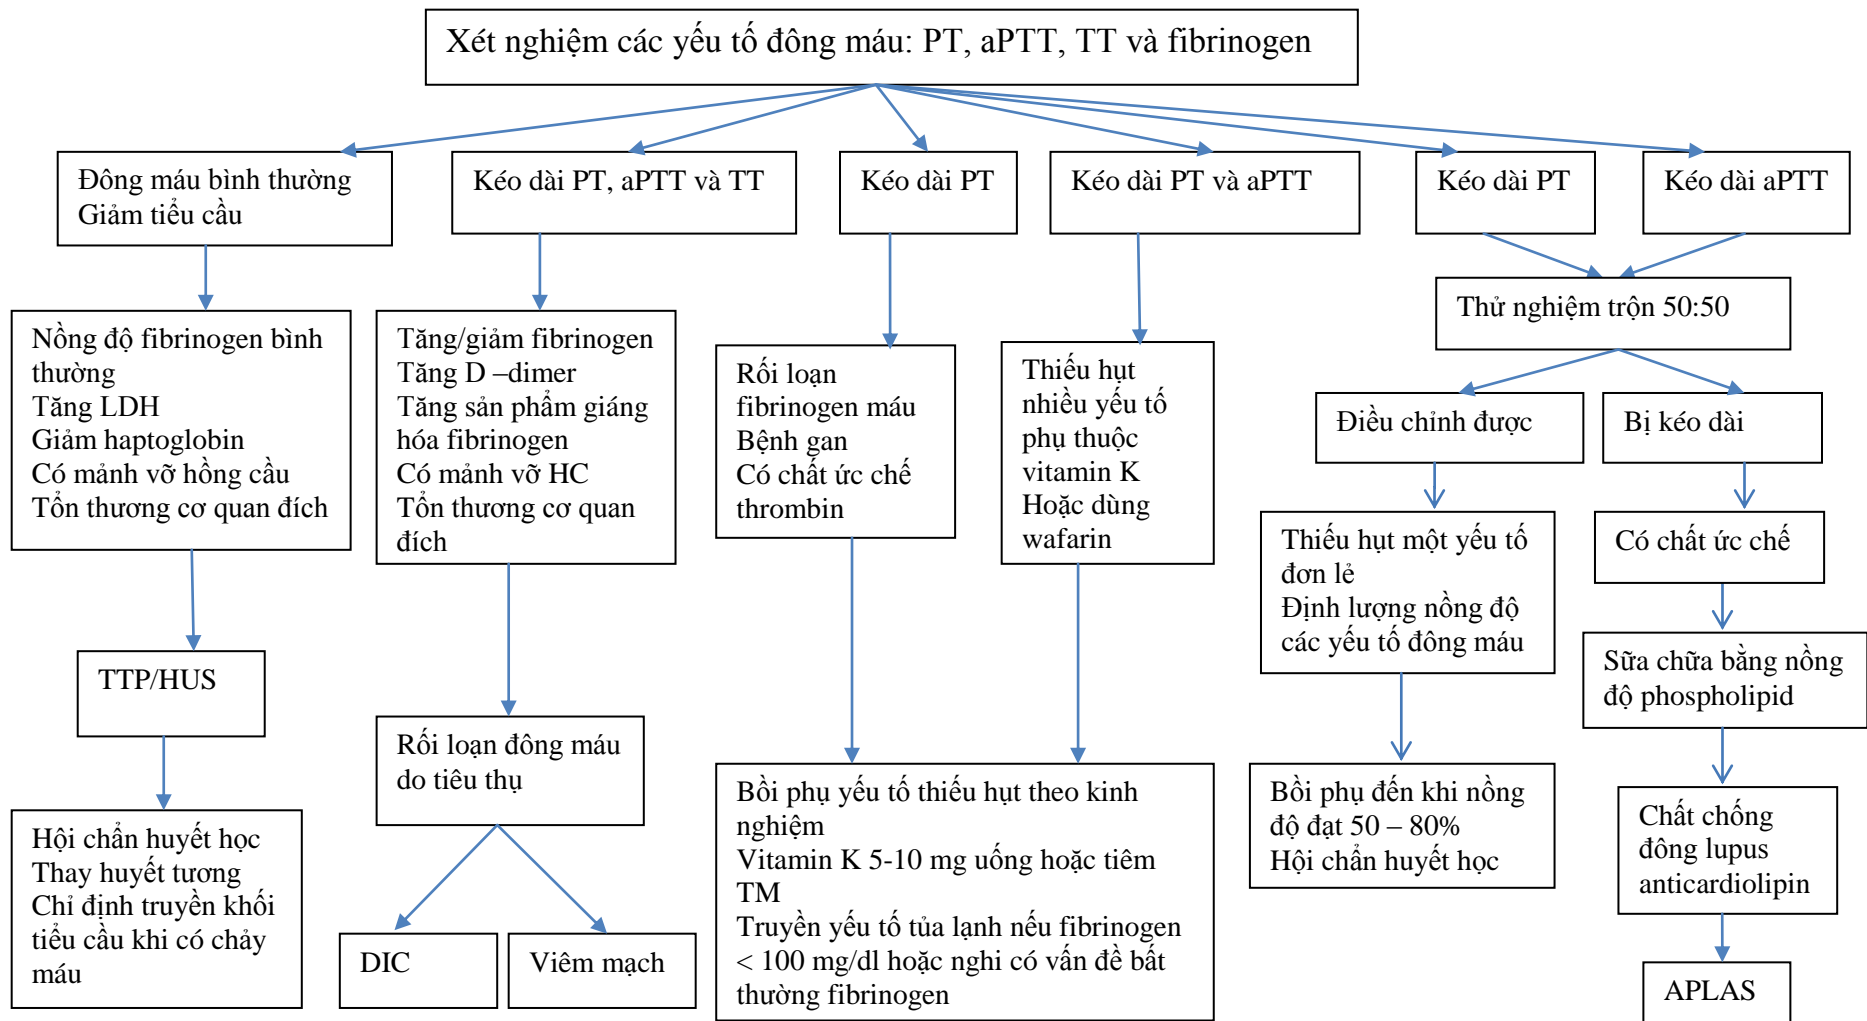 Xét nghiệm các yếu tố đông máu: PT, aPTT, TT và fibrinogen
Đông máu bình thường
Giảm tiểu cầu
Kéo dài PT, aPTT và TT
Kéo dài PT
Kéo dài PT và aPTT
Kéo dài PT
Kéo dài aPTT
Thử nghiệm trộn 50:50
Nồng độ fibrinogen bình
thường
Tăng LDH
Giảm haptoglobin
Có mảnh vỡ hồng cầu
Tổn thương cơ quan đích
Tăng/giảm fibrinogen
Tăng D –dimer
Tăng sản phẩm giáng
hóa fibrinogen
Có mảnh vỡ HC
Tổn thương cơ quan
đích
Rối loạn
fibrinogen máu
Bệnh gan
Có chất ức chế
thrombin
Thiếu hụt
nhiều yếu tố
phụ thuộc
vitamin K
Hoặc dùng
wafarin
Điều chỉnh được
Bị kéo dài
Thiếu hụt một yếu tố
đơn lẻ
Định lượng nồng độ
các yếu tố đông máu
Có chất ức chế
Sữa chữa bằng nồng
độ phospholipid
TTP/HUS
Rối loạn đông máu
do tiêu thụ
Hội chẩn huyết học
Thay huyết tương
Chỉ định truyền khối
tiểu cầu khi có chảy
máu
DIC
Viêm mạch
Bồi phụ yếu tố thiếu hụt theo kinh
nghiệm
Vitamin K 5-10 mg uống hoặc tiêm
TM
Truyền yếu tố tủa lạnh nếu fibrinogen
< 100 mg/dl hoặc nghi có vấn đề bất
thường fibrinogen
Bồi phụ đến khi nồng
độ đạt 50 – 80%
Hội chẩn huyết học
Chất chống
đông lupus
anticardiolipin
APLAS